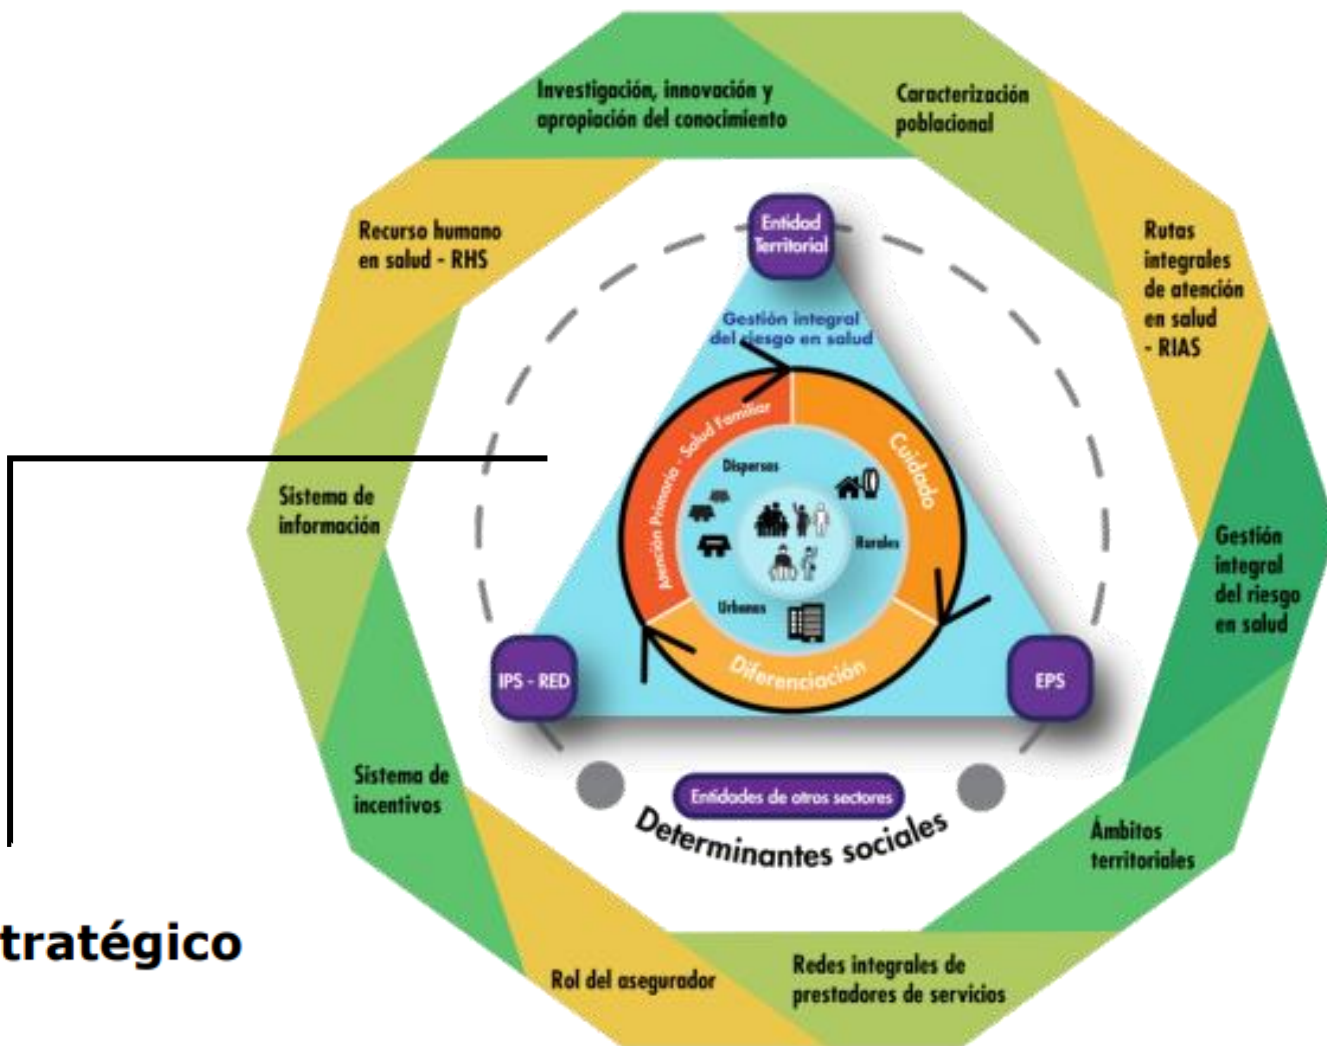 Investigación, innovación y
apropiación del conocimiento
Caracterización
poblacional
Recurso humano
en salud - RHS
Entidad
Territorial
Rutas
integrales
de atención
en salud
- RIAS
Gestión integral
del riesgo en salud
Atención Primaria - Salud Familiar
Cuidado
Dispersos
Sistema de
información
Rurales
Gestión
integral
del riesgo
en salud
Urbanos
Diferenciación
IPS - RED
EPS
Sistema de
incentivos
Entidades de otros sectores
Determinantes sociales
Ámbitos
territoriales
tratégico
Rol del asegurador
Redes integrales de
prestadores de servicios